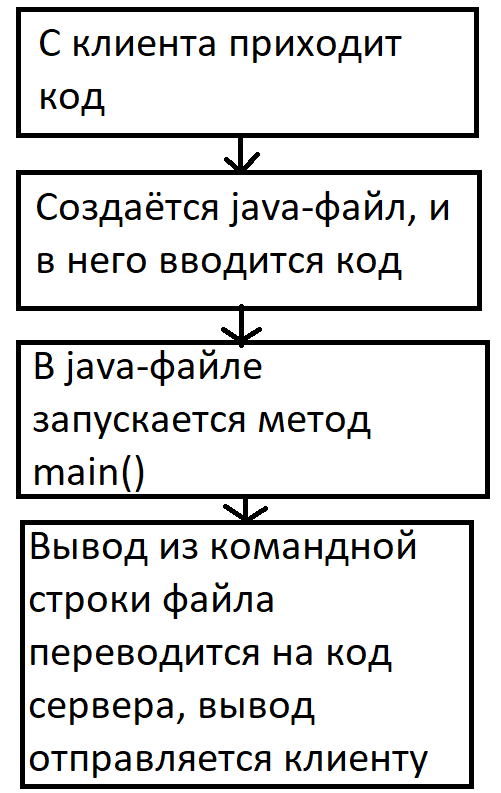 С клиента приходит
код
Создаётся java-файл, и
в него вводится код
В java-файле
запускается метод
main()
Вывод из командной
строки файла
переводится на код
сервера, вывод
отправляется клиенту